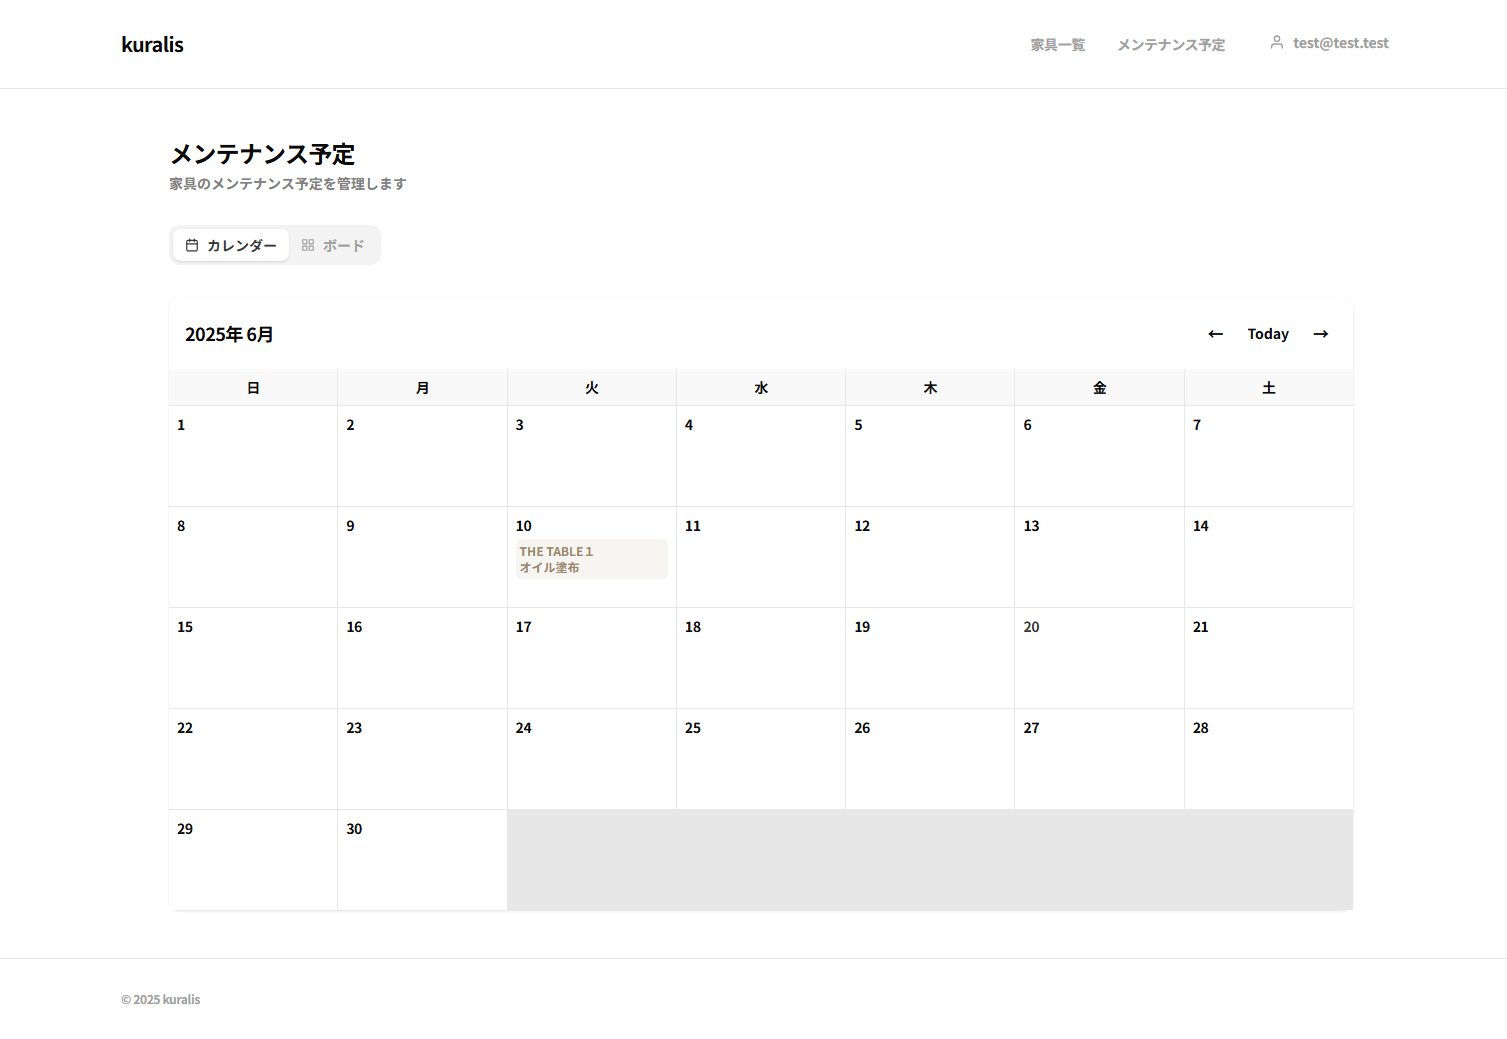 kuralis
家具一覧
メンテナンス予定
test@test.test
メンテナンス予定
家具のメンテナンス予定を管理します
カレンダー
ボード
2025年 6月
← Today →
日 月 火 水 木 金 土
1 2 3 4 5 6 7
8 9 10 11 12 13 14
THE TABLE 1
オイル塗布
15 16 17 18 19 20 21
22 23 24 25 26 27 28
29 30
© 2025 kuralis